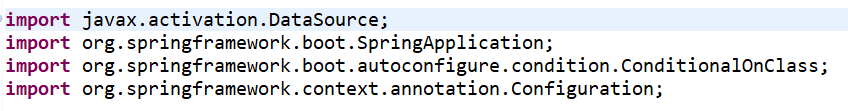 import javax.activation.DataSource;
import org.springframework.boot.SpringApplication;
import org.springframework.boot.autoconfigure.condition.ConditionalOnClass;
import org.springframework.context.annotation.Configuration;